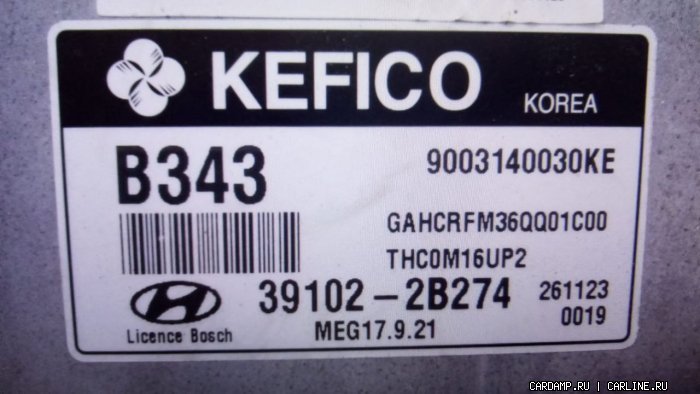 KEFICO KOREA
B343 9003140030KE
GAHCRFM36QQ01C00
THC0M16UP2
39102-2B274 261123
0019
Licence Bosch MEG17.9.21
CARDAMP.RU | CARLINE.RU